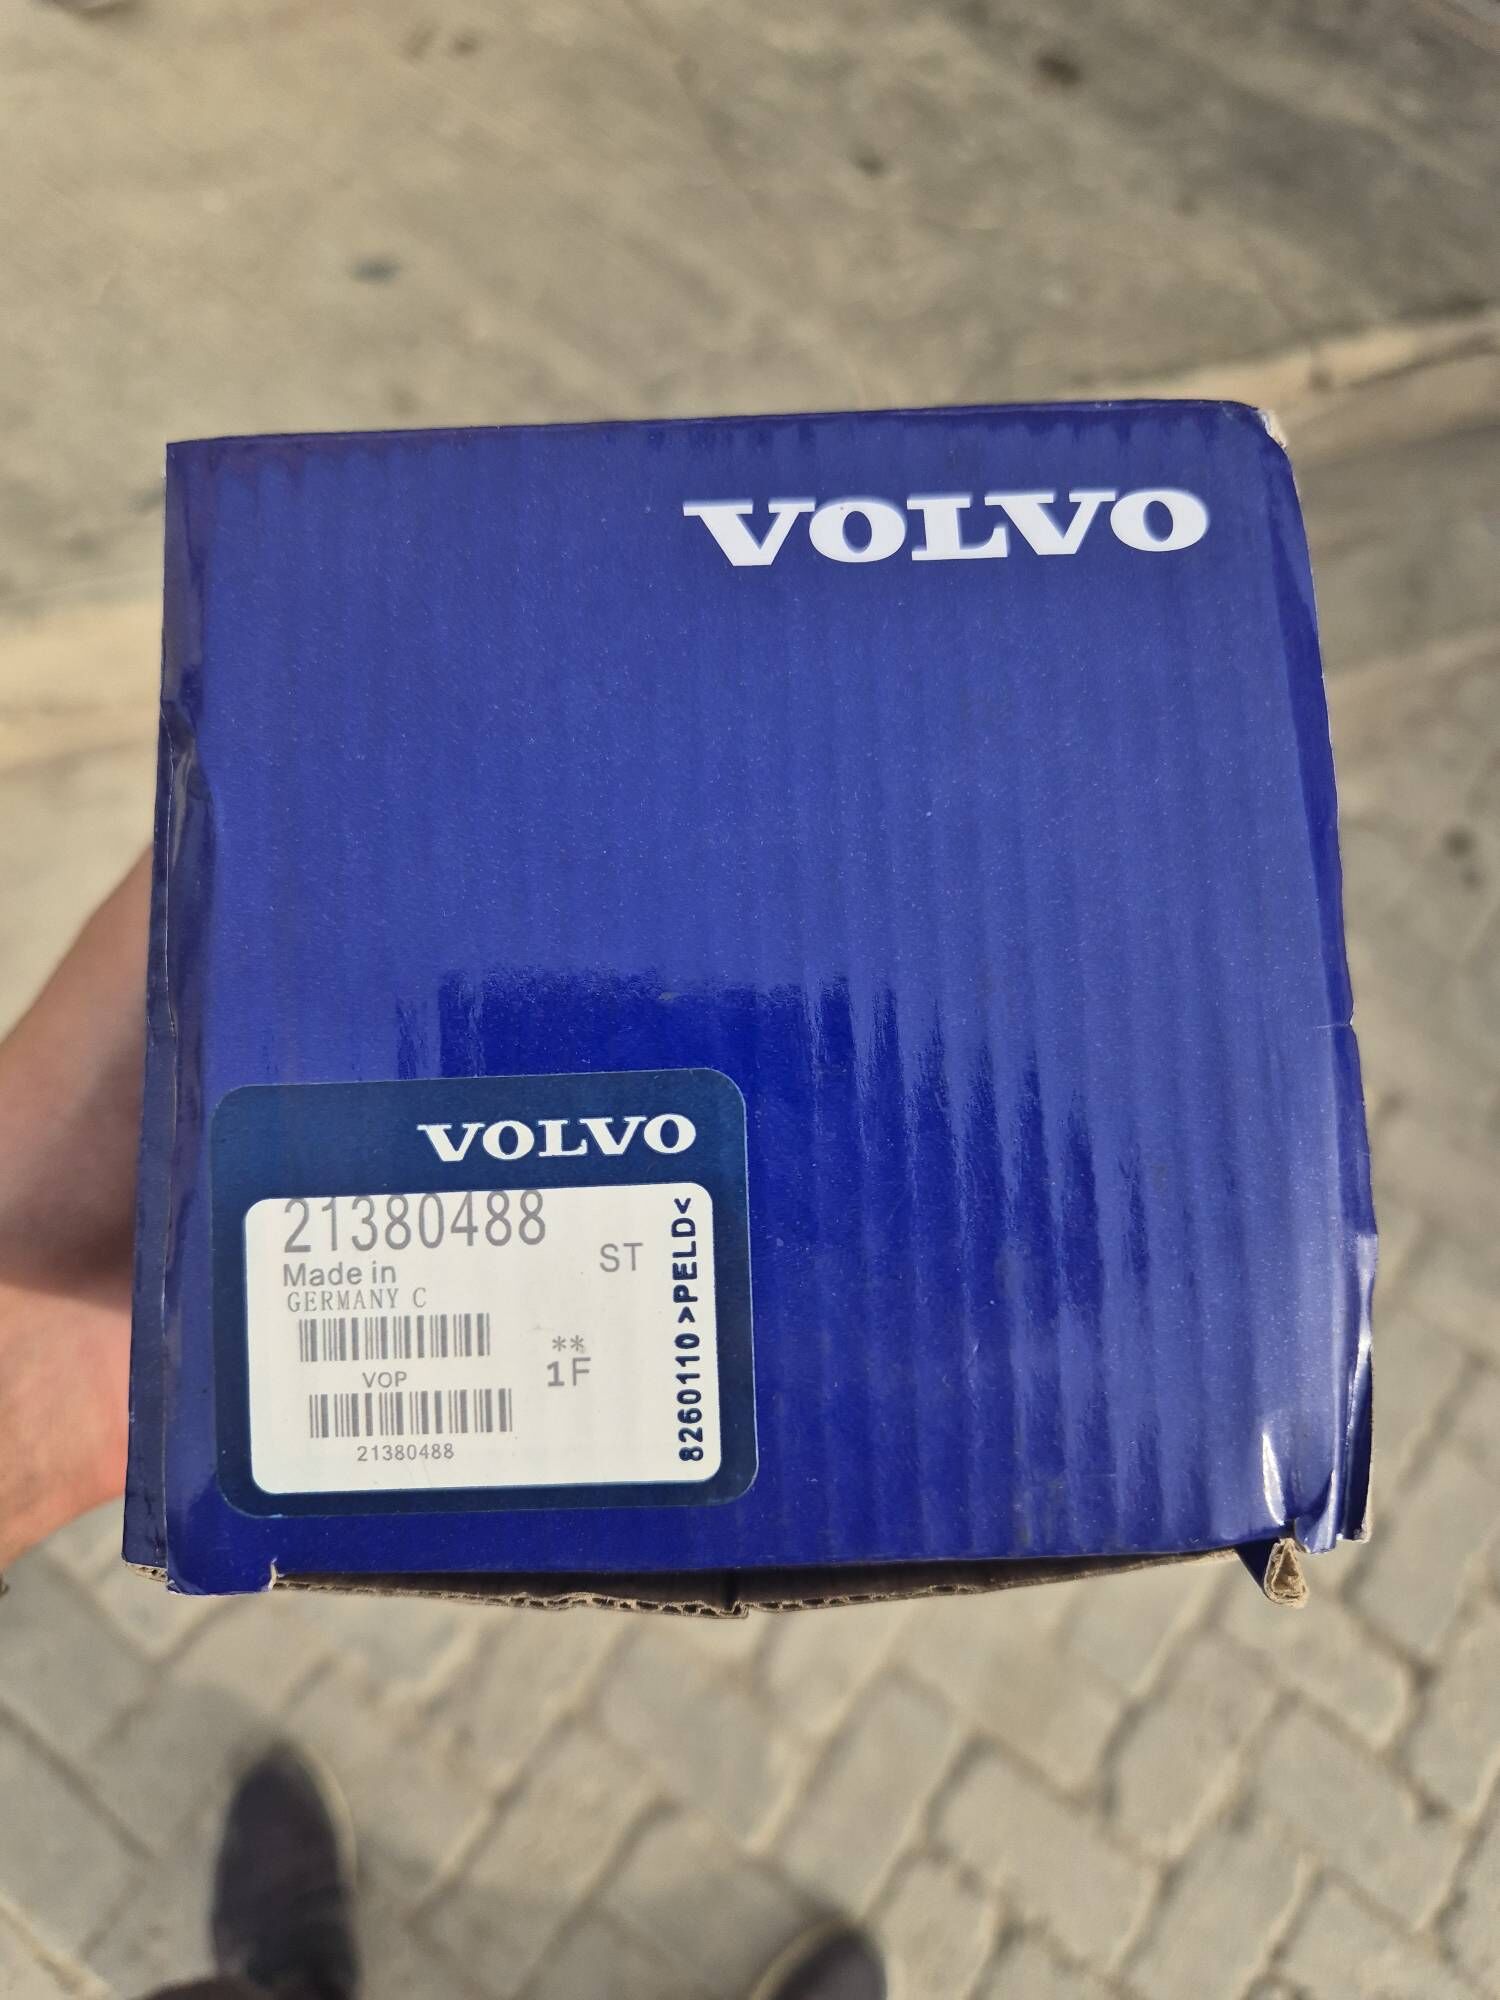 VOLVO
VOLVO
21380488
ST
Made in
GERMANY C
**
VOP
1F
21380488
8260110 >PELD<